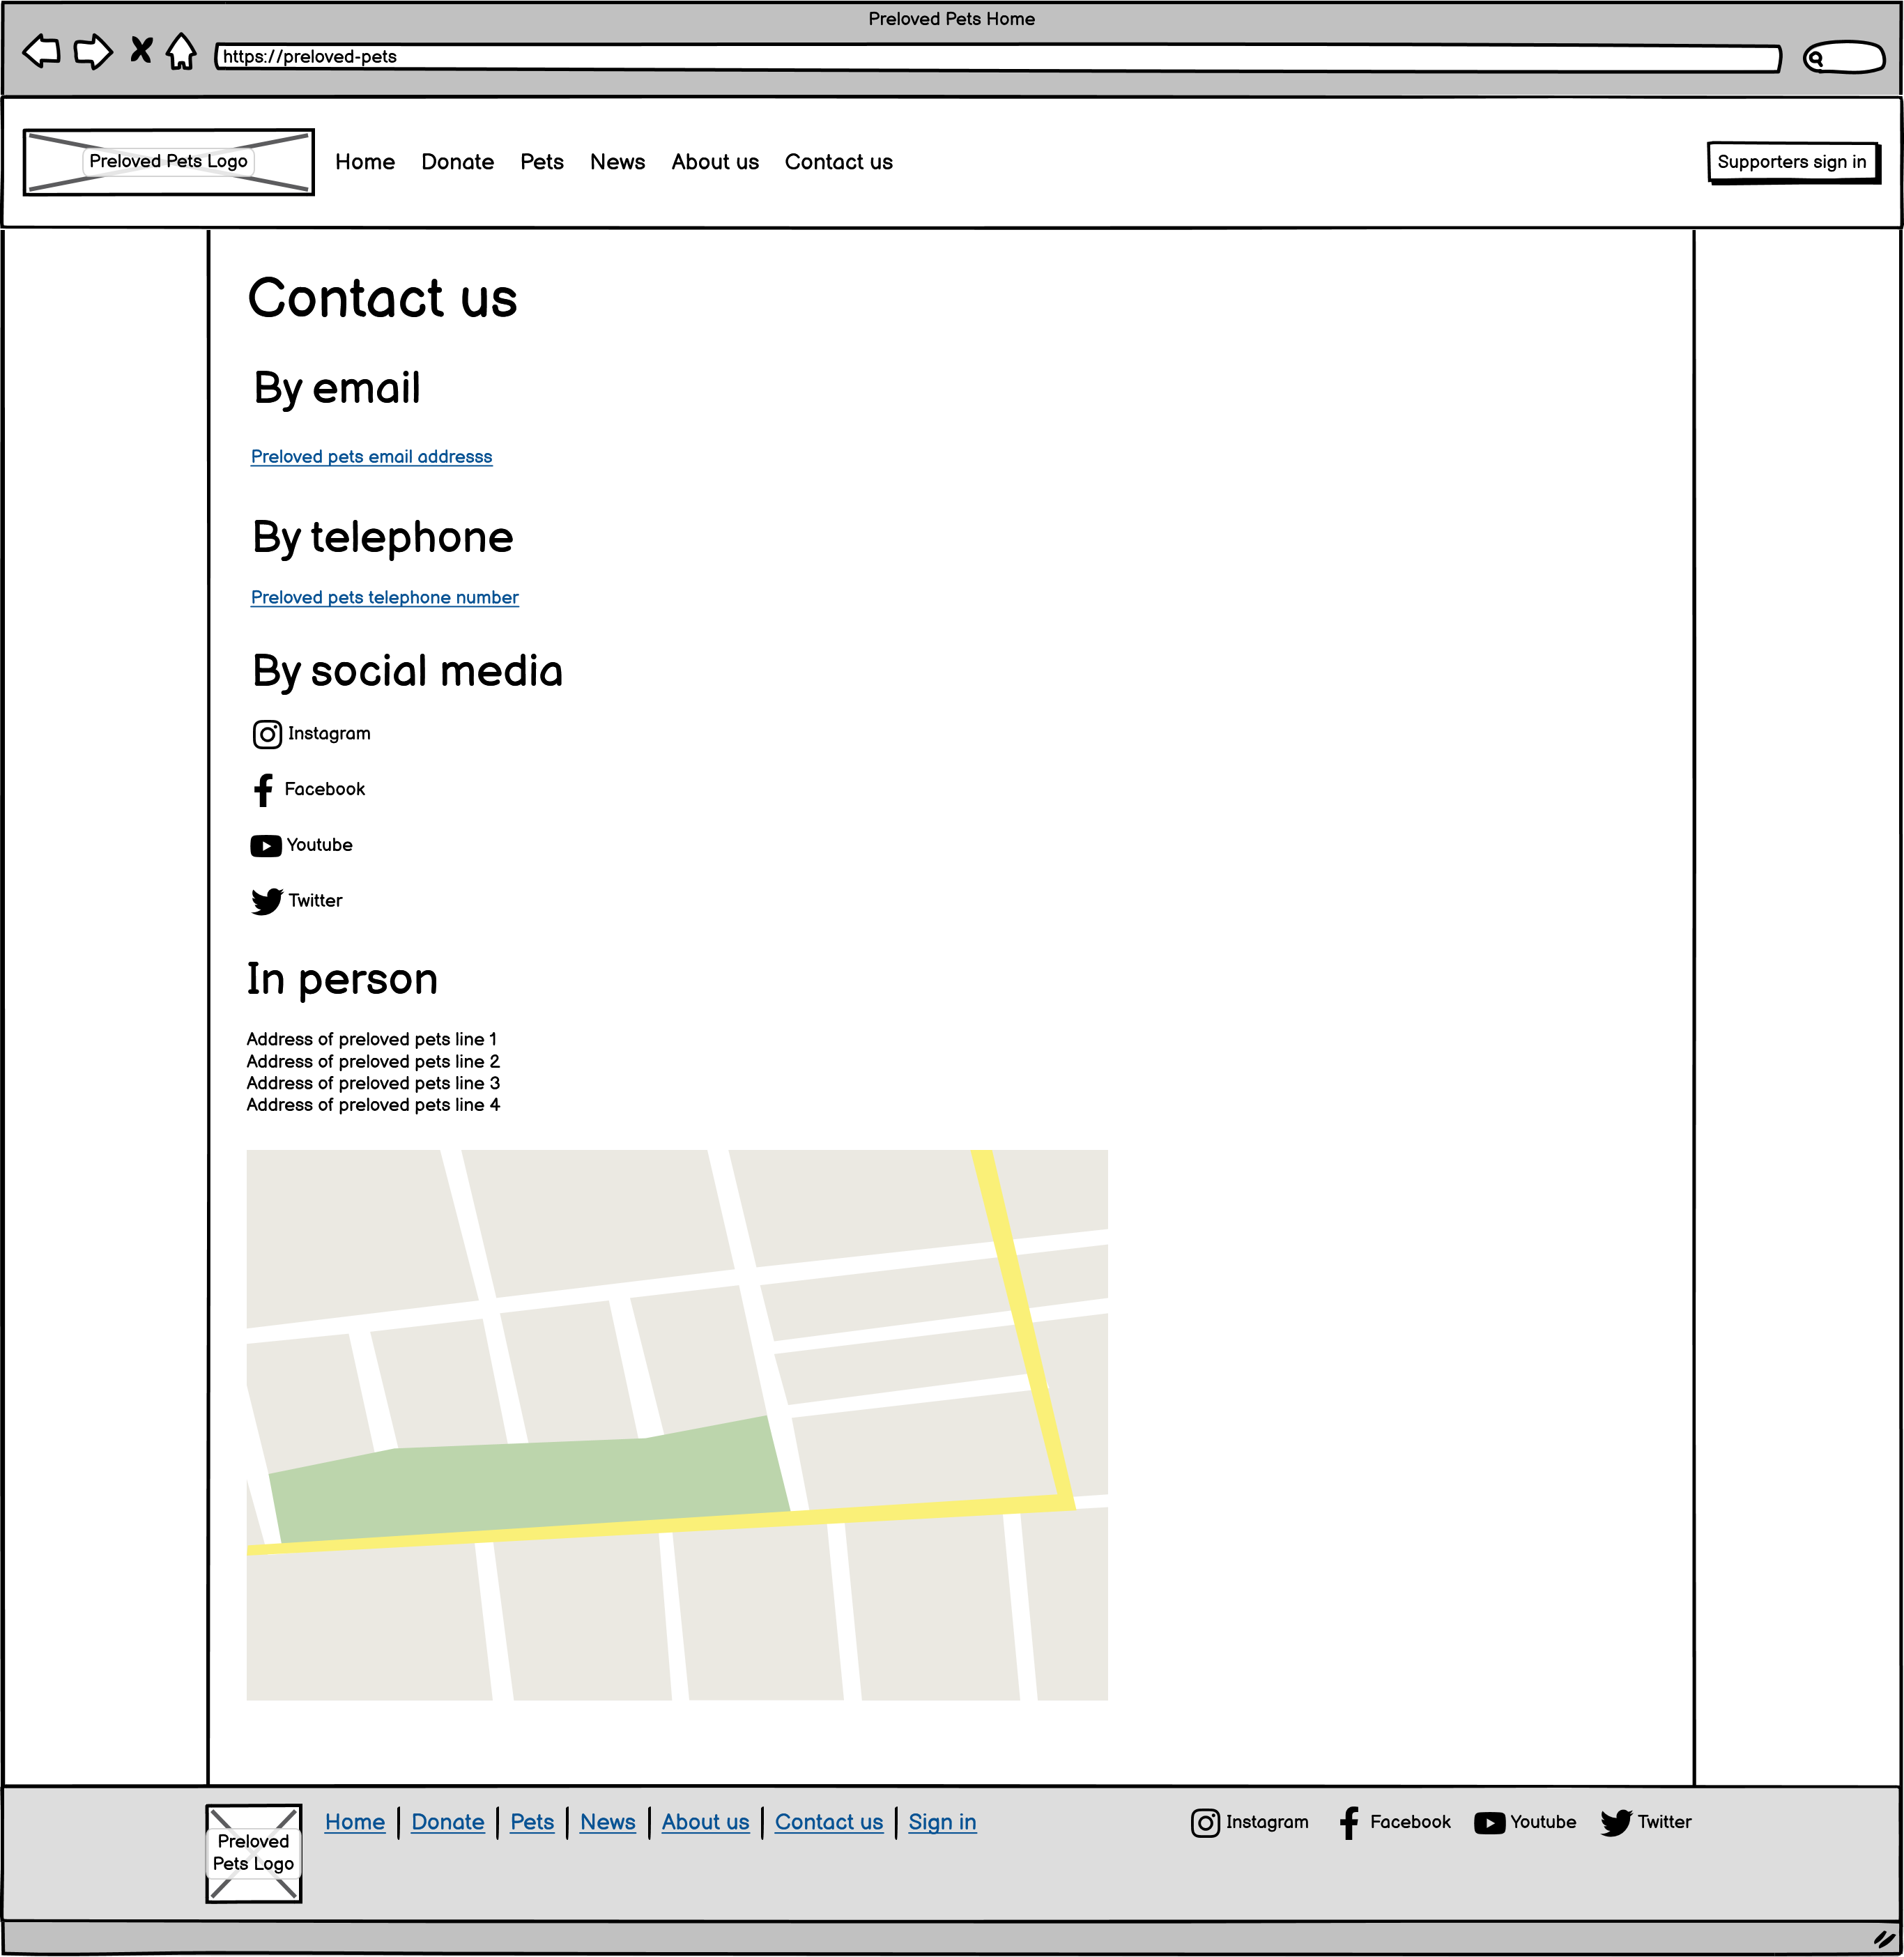 Preloved Pets Home
https://preloved-pets
Preloved Pets Logo
Home Donate Pets News About us Contact us
Supporters sign in
Contact us
By email
Preloved pets email addresss
By telephone
Preloved pets telephone number
By social media
Instagram
Facebook
Youtube
Twitter
In person
Address of preloved pets line 1
Address of preloved pets line 2
Address of preloved pets line 3
Address of preloved pets line 4
Preloved
Pets Logo
Home Donate Pets News About us Contact us Sign in
Instagram Facebook Youtube Twitter